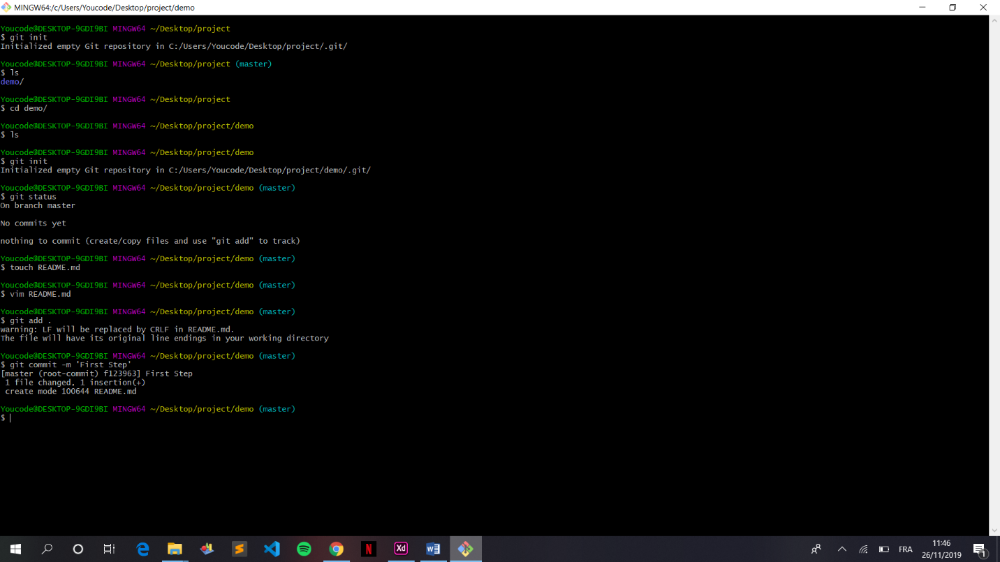 MINGW64:/c/Users/Youcode/Desktop/project/demo
Youcode@DESKTOP-9GDI9BI MINGW64 ~/Desktop/project
$ git init
Initialized empty Git repository in C:/Users/Youcode/Desktop/project/.git/
Youcode@DESKTOP-9GDI9BI MINGW64 ~/Desktop/project (master)
$ ls
demo/
Youcode@DESKTOP-9GDI9BI MINGW64 ~/Desktop/project
$ cd demo/
Youcode@DESKTOP-9GDI9BI MINGW64 ~/Desktop/project/demo
$ ls
Youcode@DESKTOP-9GDI9BI MINGW64 ~/Desktop/project/demo
$ git init
Initialized empty Git repository in C:/Users/Youcode/Desktop/project/demo/.git/
Youcode@DESKTOP-9GDI9BI MINGW64 ~/Desktop/project/demo (master)
$ git status
On branch master
No commits yet
nothing to commit (create/copy files and use "git add" to track)
Youcode@DESKTOP-9GDI9BI MINGW64 ~/Desktop/project/demo (master)
$ touch README.md
Youcode@DESKTOP-9GDI9BI MINGW64 ~/Desktop/project/demo (master)
$ vim README.md
Youcode@DESKTOP-9GDI9BI MINGW64 ~/Desktop/project/demo (master)
$ git add .
warning: LF will be replaced by CRLF in README.md.
The file will have its original line endings in your working directory
Youcode@DESKTOP-9GDI9BI MINGW64 ~/Desktop/project/demo (master)
$ git commit -m 'First Step'
[master (root-commit) f123963] First Step
1 file changed, 1 insertion(+)
create mode 100644 README.md
Youcode@DESKTOP-9GDI9BI MINGW64 ~/Desktop/project/demo (master)
$
N
Xd
W
FRA
11:46
26/11/2019
1